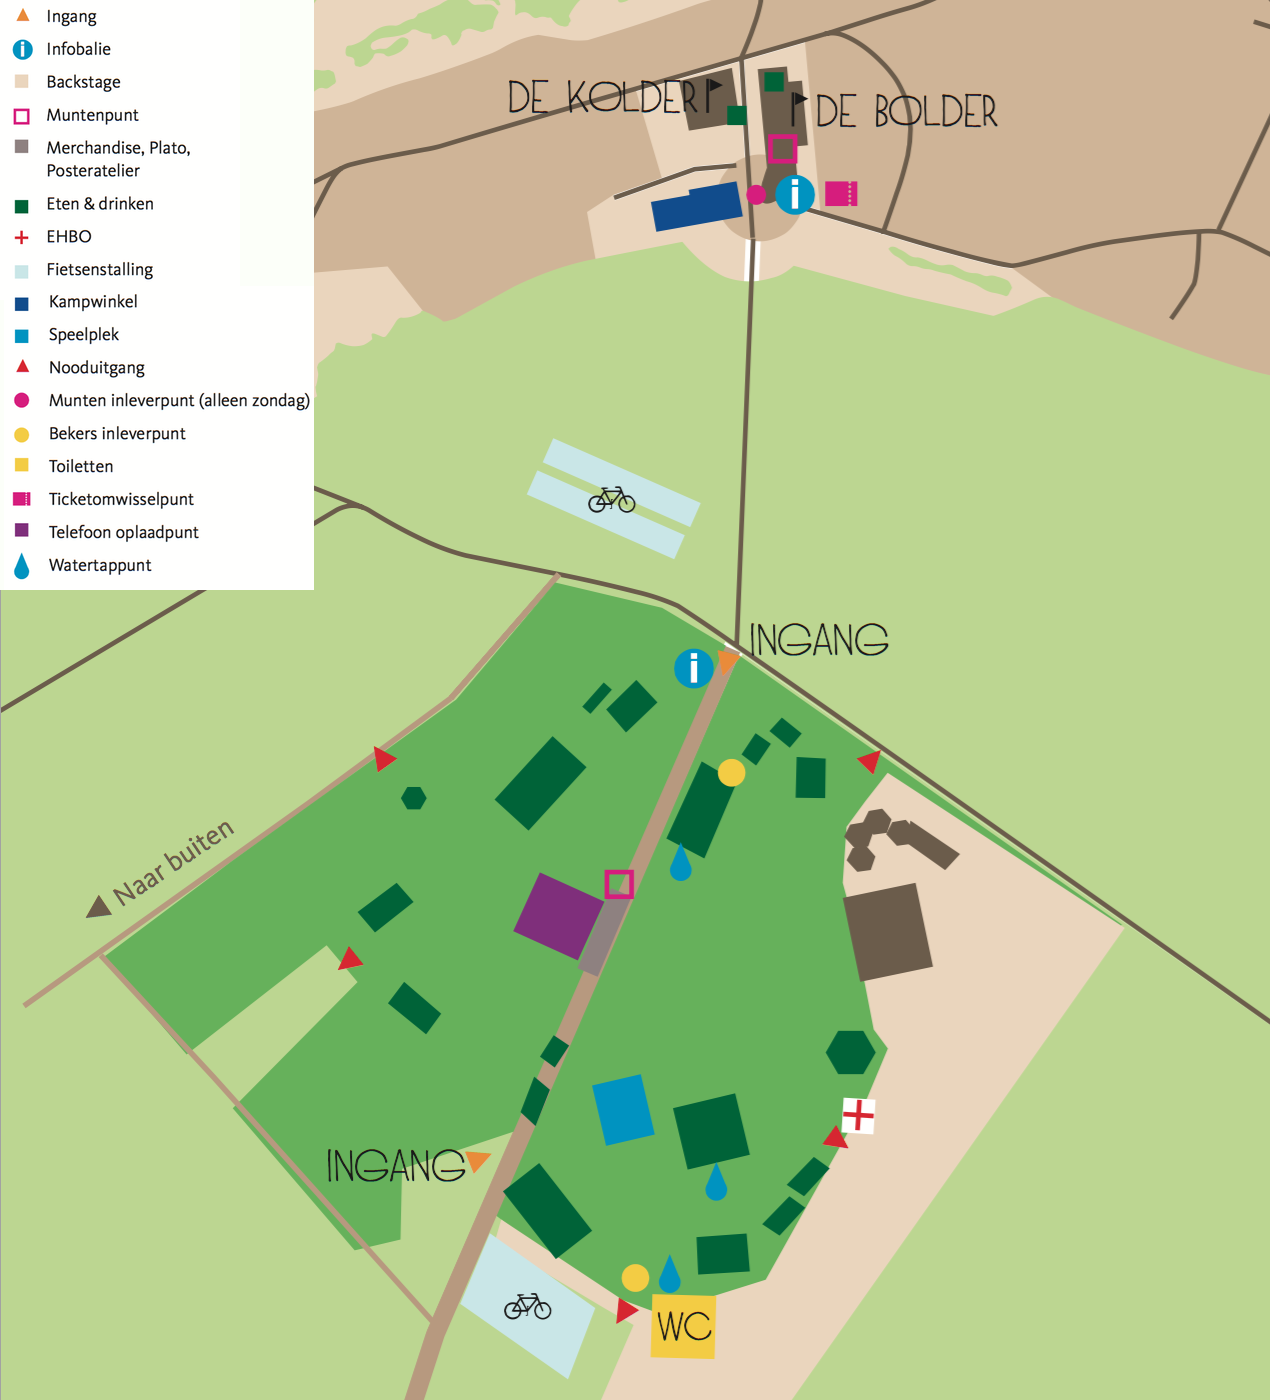 Ingang
Infobalie
Backstage
Muntenpunt
Merchandise, Plato,
Posteratelier
Eten & drinken
EHBO
Fietsenstalling
Kampwinkel
Speelplek
Nooduitgang
Munten inleverpunt (alleen zondag)
Bekers inleverpunt
Toiletten
Ticketomwisselpunt
Telefoon oplaadpunt
Watertappunt
DE KOLDER
DE BOLDER
i
INGANG
i
Naar buiten
INGANG
WC